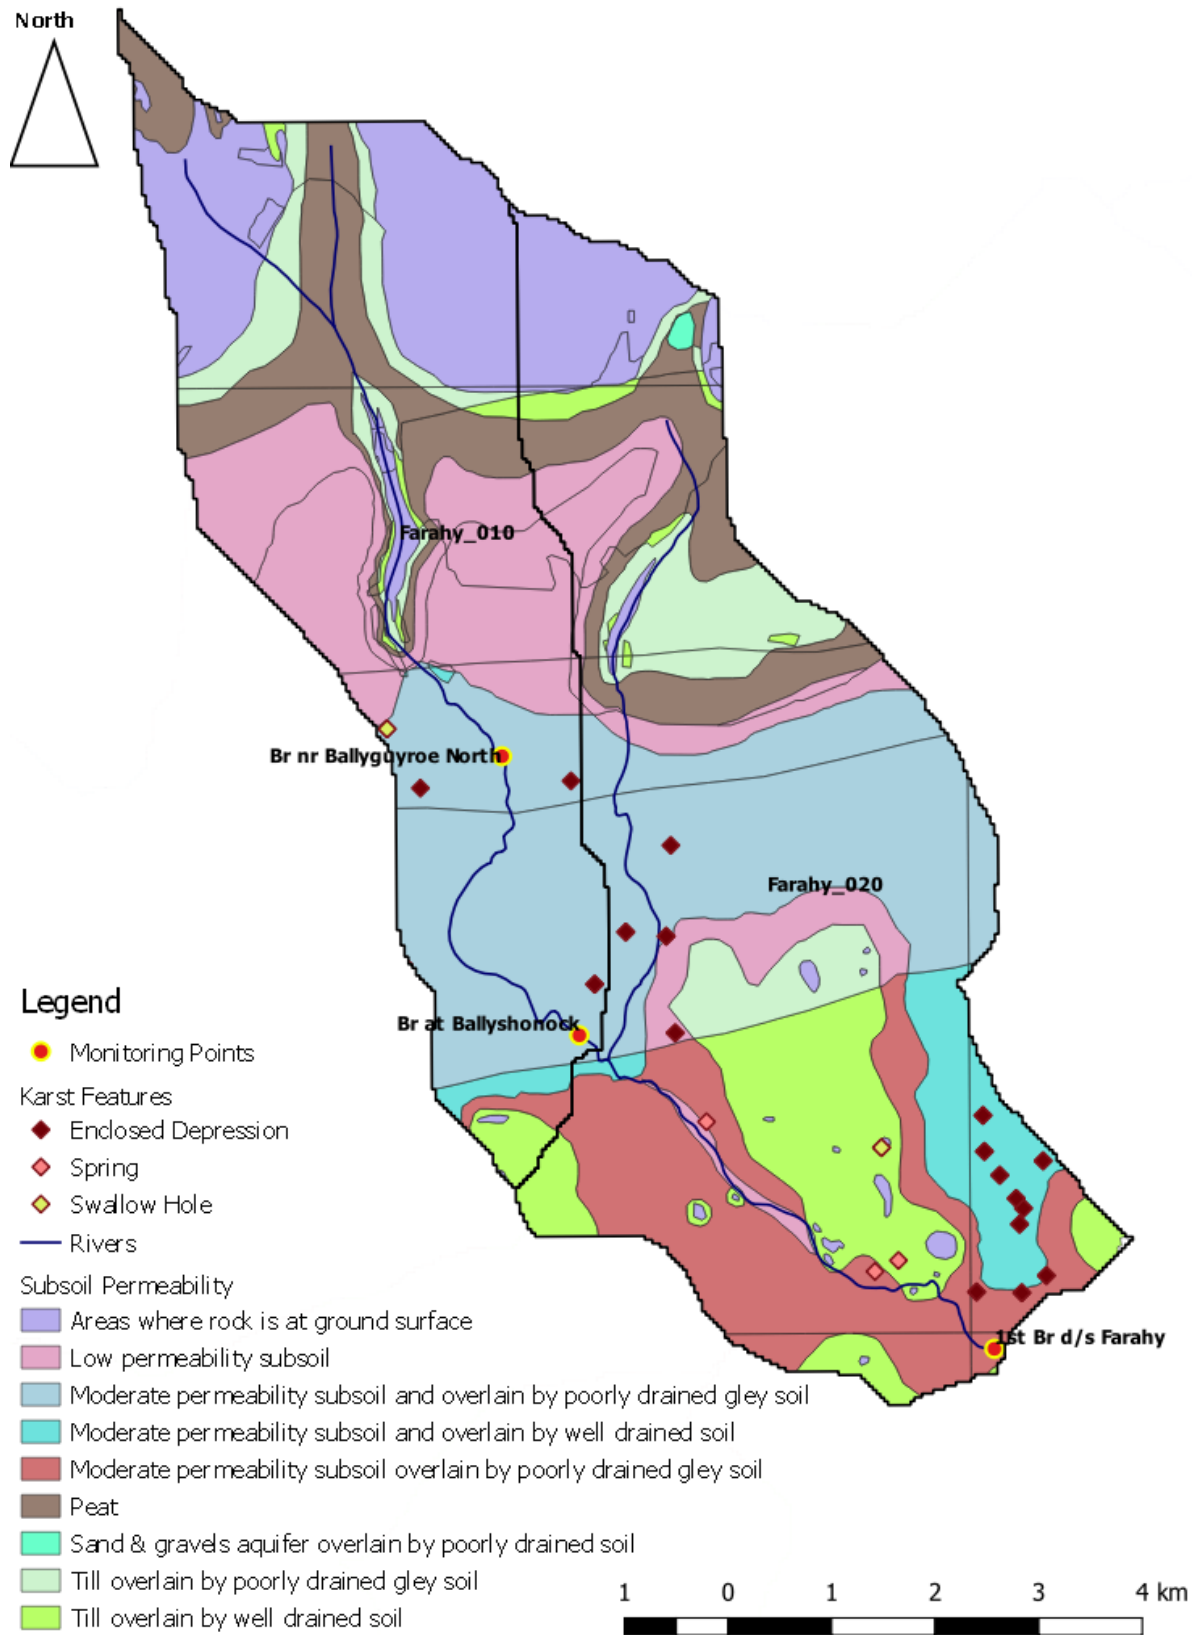 North
Farahy_010
Br nr Ballyguyroe North
Farahy_020
Br at Ballyshonock
1st Br d/s Farahy
Legend
Monitoring Points
Karst Features
Enclosed Depression
Spring
Swallow Hole
Rivers
Subsoil Permeability
Areas where rock is at ground surface
Low permeability subsoil
Moderate permeability subsoil and overlain by poorly drained gley soil
Moderate permeability subsoil and overlain by well drained soil
Moderate permeability subsoil overlain by poorly drained gley soil
Peat
Sand & gravels aquifer overlain by poorly drained soil
Till overlain by poorly drained gley soil
Till overlain by well drained soil
1 0 1 2 3 4 km